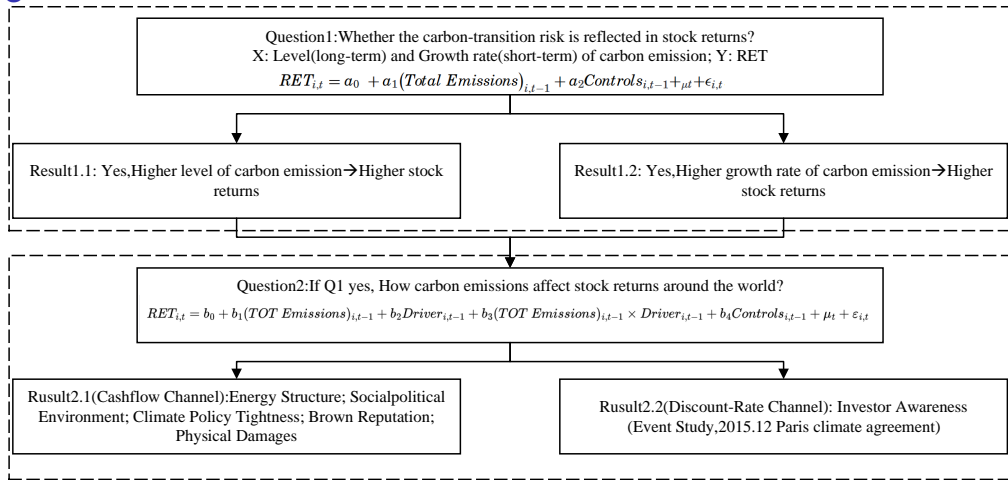 Question1:Whether the carbon-transition risk is reflected in stock returns?
X: Level(long-term) and Growth rate(short-term) of carbon emission; Y: RET
RET_{i,t} = a_0 + a_1(Total Emissions)_{i,t−1} + a_2Controls_{i,t−1}+_{μt}+ϵ_{i,t}
Result1.1: Yes,Higher level of carbon emission→Higher stock
returns
Result1.2: Yes,Higher growth rate of carbon emission→Higher
stock returns
Question2:If Q1 yes, How carbon emissions affect stock returns around the world?
RET_{i,t} = b_0 + b_1(TOT Emissions)_{i,t−1} + b_2Driver_{i,t−1} + b_3(TOT Emissions)_{i,t−1} × Driver_{i,t−1} + b_4Controls_{i,t−1} + μ_t + ε_{i,t}
Rusult2.1(Cashflow Channel):Energy Structure; Socialpolitical
Environment; Climate Policy Tightness; Brown Reputation;
Physical Damages
Rusult2.2(Discount-Rate Channel): Investor Awareness
(Event Study,2015.12 Paris climate agreement)